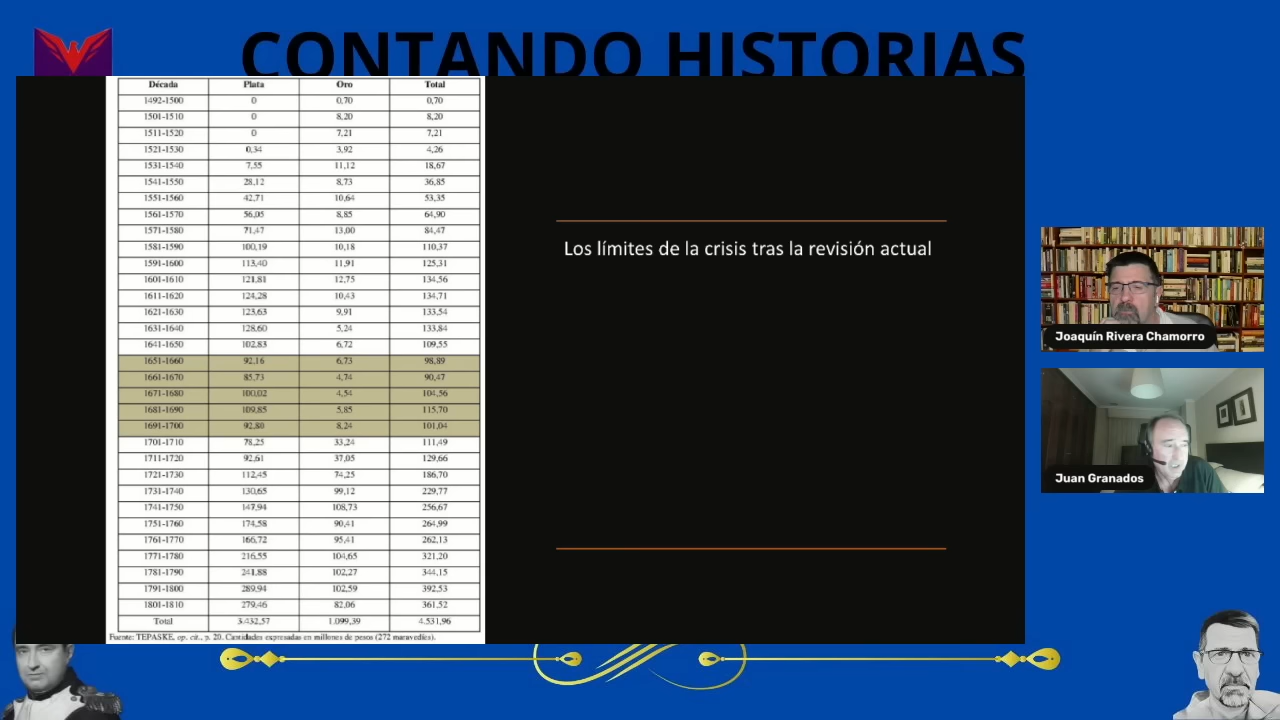 CONTANDO HISTORIAS
Década Plata Oro Total
1492-1500 0 0,70 0,70
1501-1510 0 8,20 8,20
1511-1520 0 7,21 7,21
1521-1530 0,34 3,92 4,26
1531-1540 7,55 11,12 18,67
1541-1550 28,12 8,73 36,85
1551-1560 42,71 10,64 53,35
1561-1570 56,05 8,85 64,90
1571-1580 71,47 13,00 84,47
1581-1590 100,19 10,18 110,37
1591-1600 113,40 11,91 125,31
1601-1610 121,81 12,75 134,56
1611-1620 124,28 10,43 134,71
1621-1630 123,63 9,91 133,54
1631-1640 128,60 5,24 133,84
1641-1650 102,83 6,72 109,55
1651-1660 92,16 6,73 98,89
1661-1670 85,73 4,74 90,47
1671-1680 100,02 4,54 104,56
1681-1690 109,85 5,85 115,70
1691-1700 92,80 8,24 101,04
1701-1710 78,25 33,24 111,49
1711-1720 92,61 37,05 129,66
1721-1730 112,45 74,25 186,70
1731-1740 130,65 99,12 229,77
1741-1750 147,94 108,73 256,67
1751-1760 174,58 90,41 264,99
1761-1770 166,72 95,41 262,13
1771-1780 216,55 104,65 321,20
1781-1790 241,88 102,27 344,15
1791-1800 289,94 102,59 392,53
1801-1810 279,46 82,06 361,52
Total 3.432,57 1.099,39 4.531,96
Fuente: TEPASKE, op. cit., p. 20. Cantidades expresadas en millones de pesos (272 maravedíes).
Los límites de la crisis tras la revisión actual
Joaquín Rivera Chamorro
Juan Granados